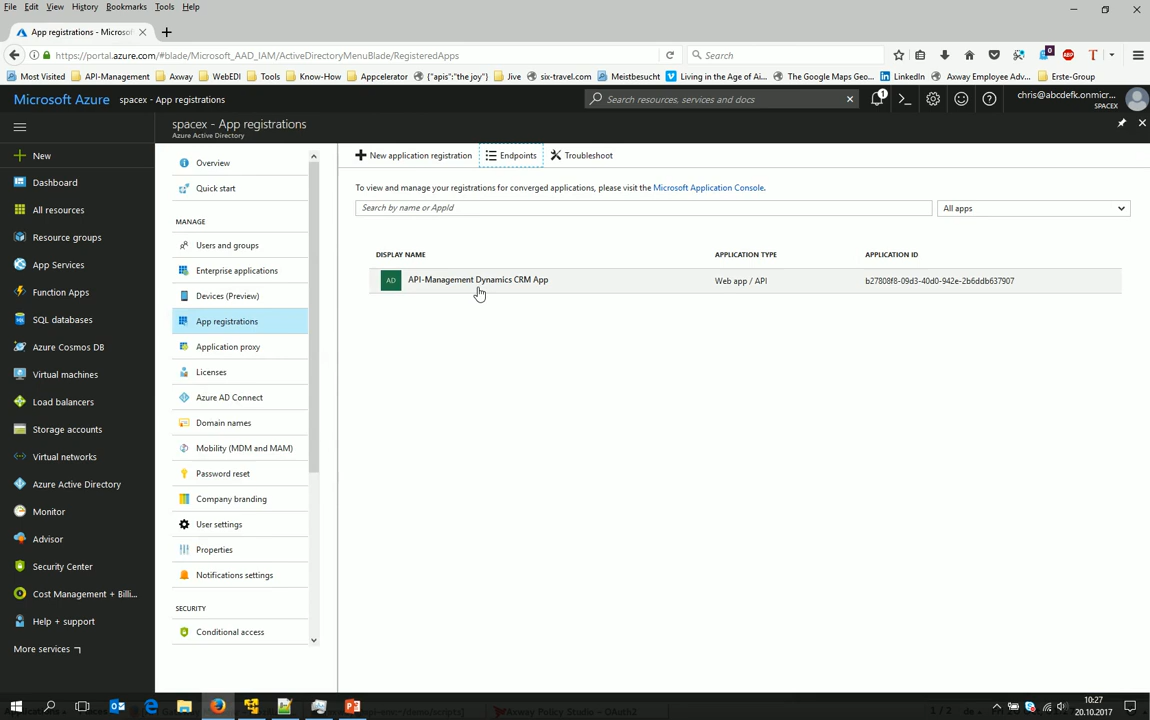 File Edit View History Bookmarks Tools Help
App registrations - Microsof
https://portal.azure.com/#blade/Microsoft_AAD_IAM/ActiveDirectoryMenuBlade/RegisteredApps
Search
Most Visited API-Management Axway WebEDI Tools Know-How Appcelerator {"apis":"the joy"} Jive six-travel.com Meistbesucht Living in the Age of Ai... The Google Maps Geo... LinkedIn Axway Employee Adv... Erste-Group
Microsoft Azure spacex - App registrations
Search resources, services and docs
chris@abcdefk.onmicr...
SPACEX
spacex - App registrations
Azure Active Directory
New
Dashboard
All resources
Resource groups
App Services
Function Apps
SQL databases
Azure Cosmos DB
Virtual machines
Load balancers
Storage accounts
Virtual networks
Azure Active Directory
Monitor
Advisor
Security Center
Cost Management + Billi...
Help + support
More services
Overview
Quick start
MANAGE
Users and groups
Enterprise applications
Devices (Preview)
App registrations
Application proxy
Licenses
Azure AD Connect
Domain names
Mobility (MDM and MAM)
Password reset
Company branding
User settings
Properties
Notifications settings
SECURITY
Conditional access
New application registration Endpoints Troubleshoot
To view and manage your registrations for converged applications, please visit the Microsoft Application Console.
Search by name or AppId
All apps
DISPLAY NAME APPLICATION TYPE APPLICATION ID
AD API-Management Dynamics CRM App Web app / API b27808f8-09d3-40d0-942e-2b6ddb637907
10:27
20.10.2017